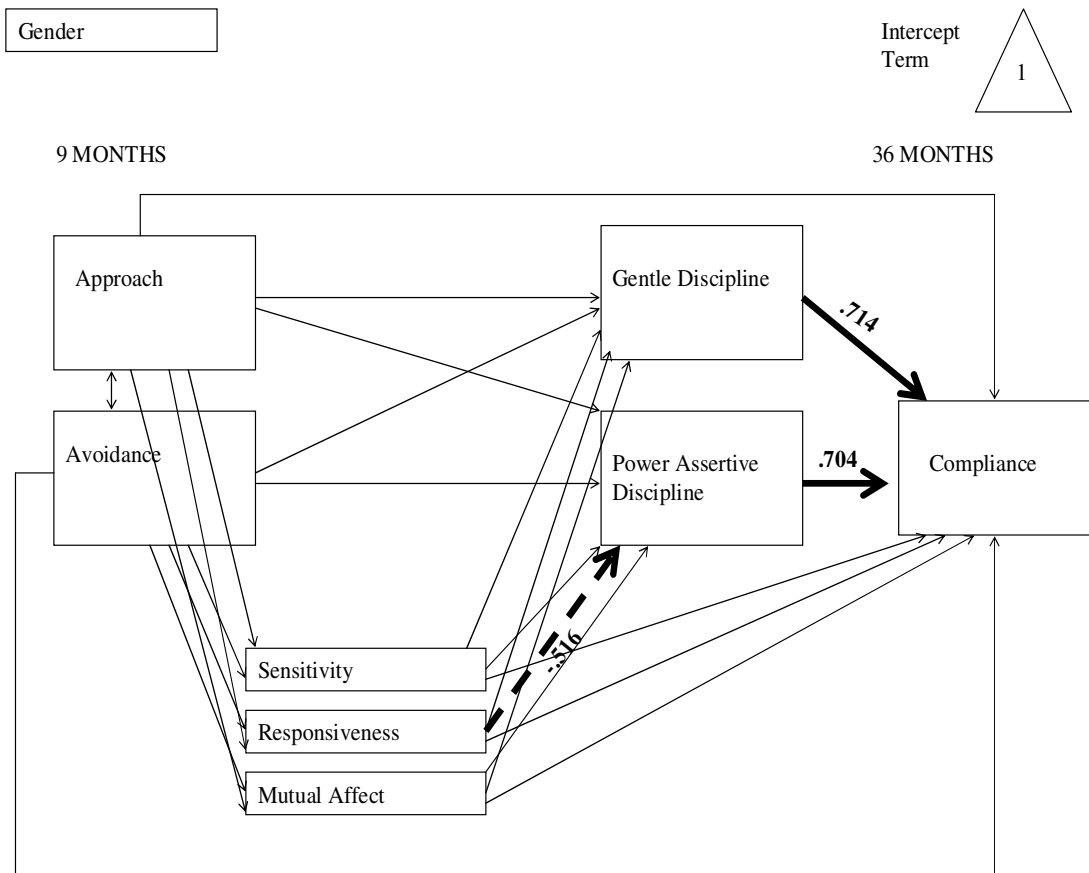 Gender
Intercept
Term
1
9 MONTHS
36 MONTHS
Approach
Gentle Discipline
.714
Avoidance
Power Assertive
Discipline
.704
Compliance
-.516
Sensitivity
Responsiveness
Mutual Affect